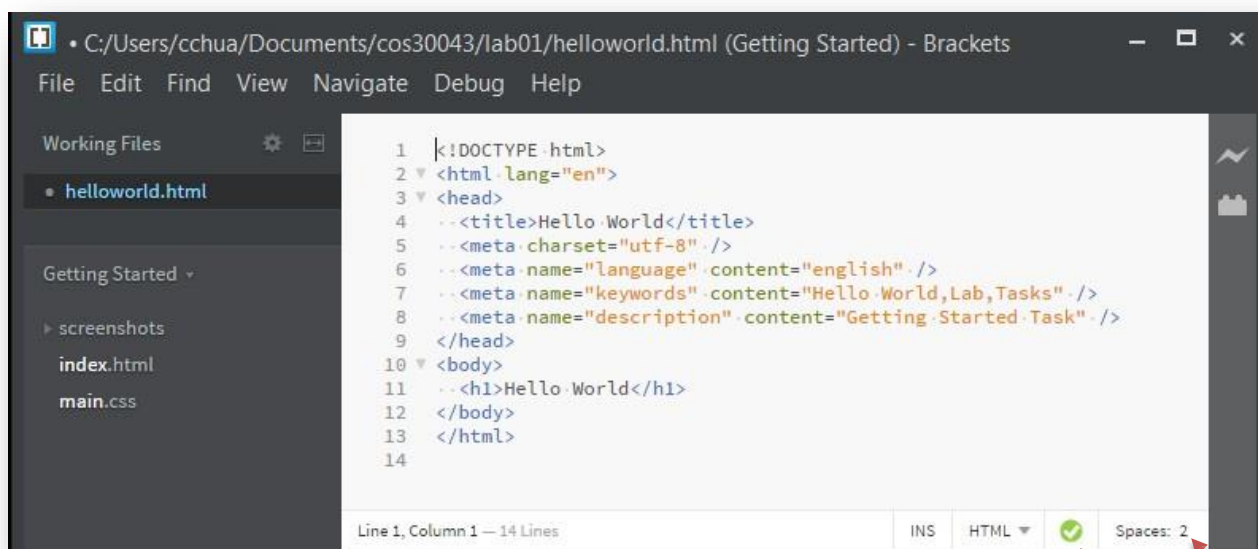 • C:/Users/cchua/Documents/cos30043/lab01/helloworld.html (Getting Started) - Brackets
File Edit Find View Navigate Debug Help
Working Files
• helloworld.html
Getting Started
screenshots
index.html
main.css
1 <!DOCTYPE html>
2 <html lang="en">
3 <head>
4 <title>Hello World</title>
5 <meta charset="utf-8" />
6 <meta name="language" content="english" />
7 <meta name="keywords" content="Hello World,Lab,Tasks" />
8 <meta name="description" content="Getting Started Task" />
9 </head>
10 <body>
11 <h1>Hello World</h1>
12 </body>
13 </html>
14
Line 1, Column 1 — 14 Lines INS HTML Spaces: 2